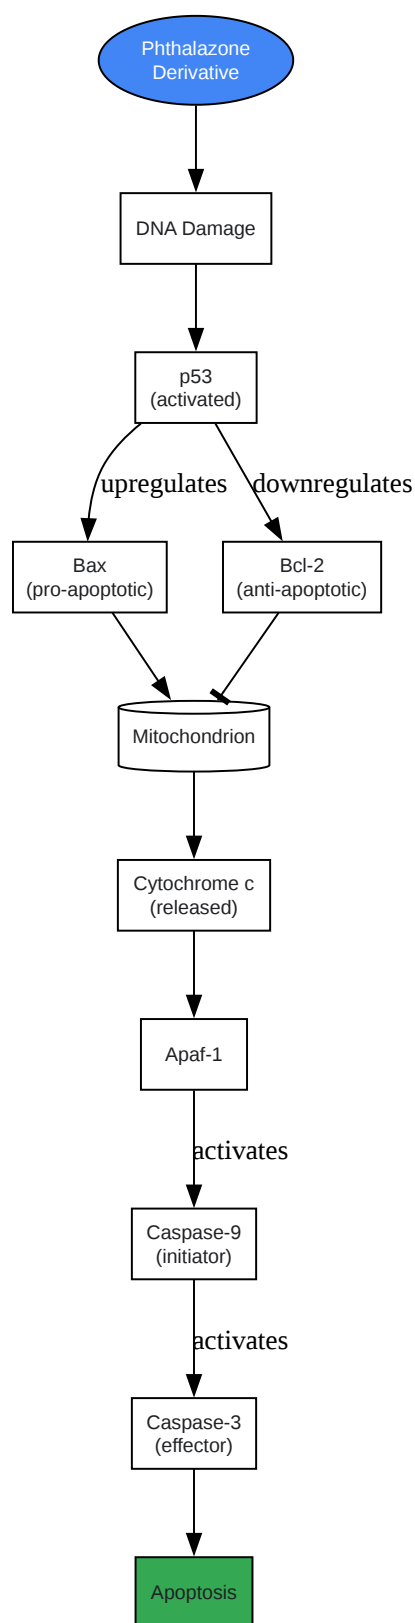 Phthalazone
Derivative
DNA Damage
p53
(activated)
upregulates
downregulates
Bax
(pro-apoptotic)
Bcl-2
(anti-apoptotic)
Mitochondrion
Cytochrome c
(released)
Apaf-1
activates
Caspase-9
(initiator)
activates
Caspase-3
(effector)
Apoptosis